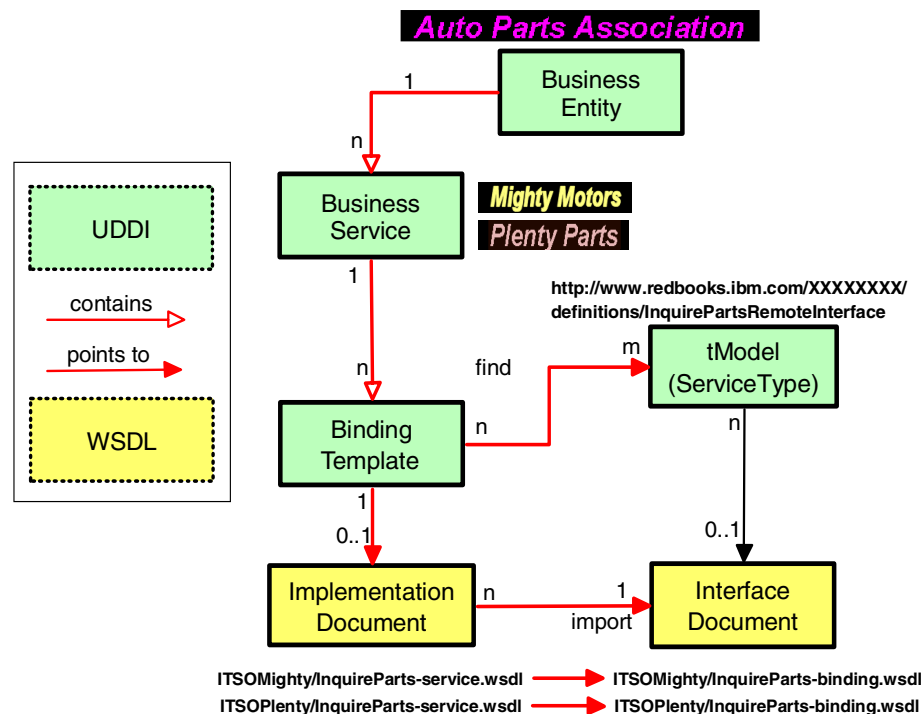 Auto Parts Association
Business
Entity
1
n
Business
Service
Mighty Motors
Plenty Parts
UDDI
contains
points to
WSDL
1
n
http://www.redbooks.ibm.com/XXXXXXXX/
definitions/InquirePartsRemoteInterface
find
m
tModel
(ServiceType)
Binding
Template
n
n
1
0..1
0..1
Implementation
Document
n
1
import
Interface
Document
ITSOMighty/InquireParts-service.wsdl
ITSOMighty/InquireParts-binding.wsdl
ITSOPlenty/InquireParts-service.wsdl
ITSOPlenty/InquireParts-binding.wsdl